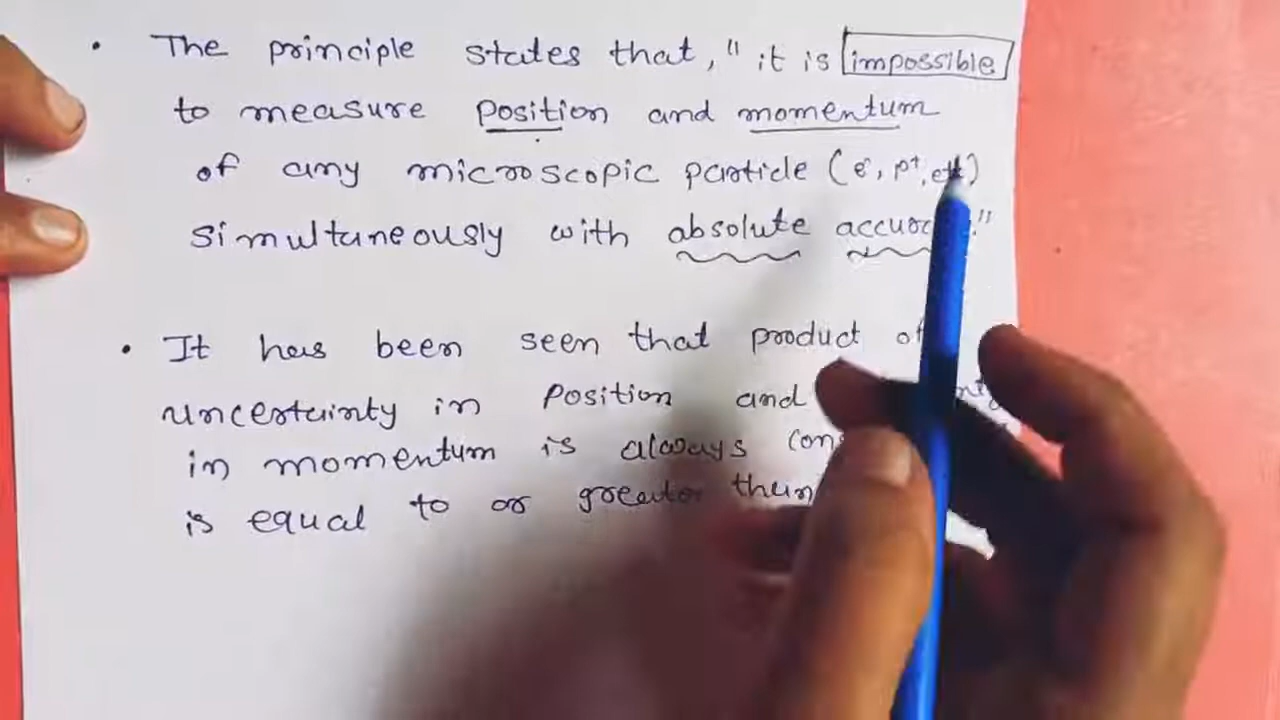 • The principle states that, " it is impossible
to measure position and momentum
of any microscopic particle (e-, p+, etc)
simultaneously with absolute
• It has been seen that product of
uncertainty in position and
in momentum is always
is equal to or greater than